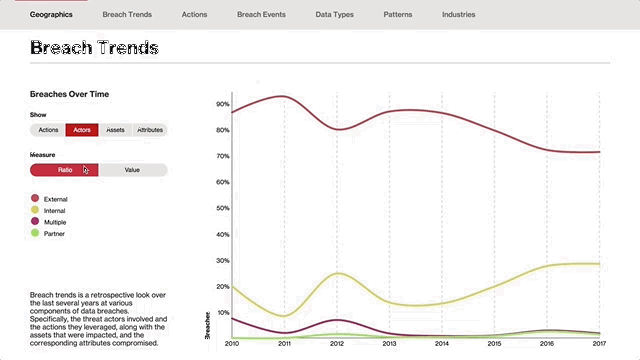 Geographics Breach Trends Actions Breach Events Data Types Patterns Industries
Breach Trends
Breaches Over Time
Show
Actions Actors Assets Attributes
Measure
Ratio Value
External
Internal
Multiple
Partner
Breach trends is a retrospective look over
the last several years at various
components of data breaches.
Specifically, the threat actors involved and
the actions they leveraged, along with the
assets that were impacted, and the
corresponding attributes compromised.
90%
80%
70%
60%
50%
40%
30%
20%
10%
Breaches
2010 2011 2012 2013 2014 2015 2016 2017